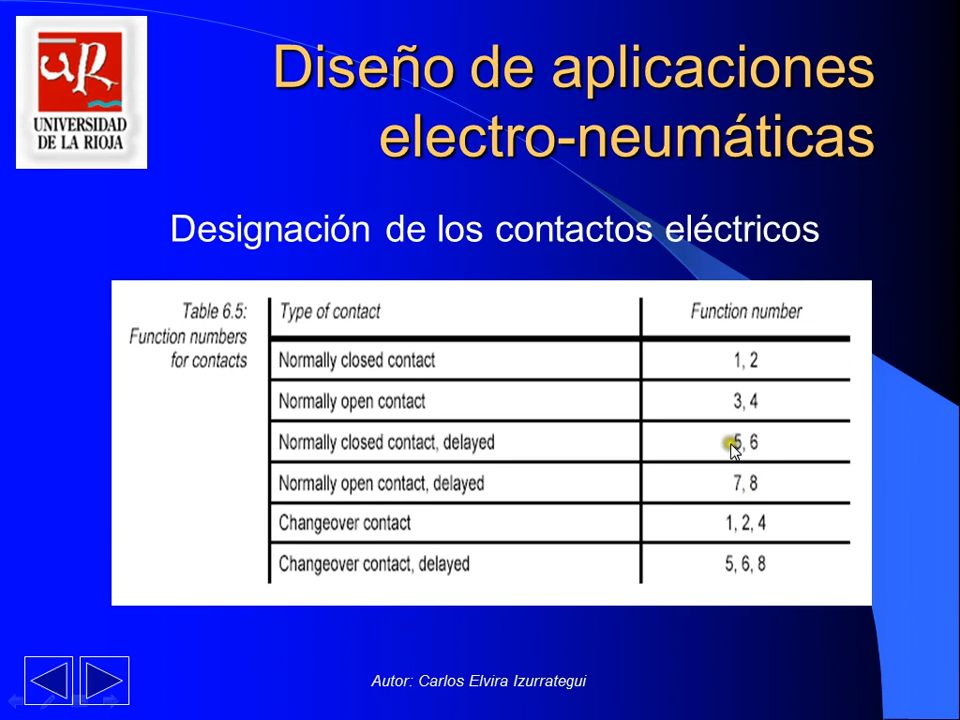 UNIVERSIDAD
DE LA RIOJA
Diseño de aplicaciones
electro-neumáticas
Designación de los contactos eléctricos
Table 6.5:
Function numbers
for contacts
Type of contact Function number
Normally closed contact 1, 2
Normally open contact 3, 4
Normally closed contact, delayed 5, 6
Normally open contact, delayed 7, 8
Changeover contact 1, 2, 4
Changeover contact, delayed 5, 6, 8
Autor: Carlos Elvira Izurrategui